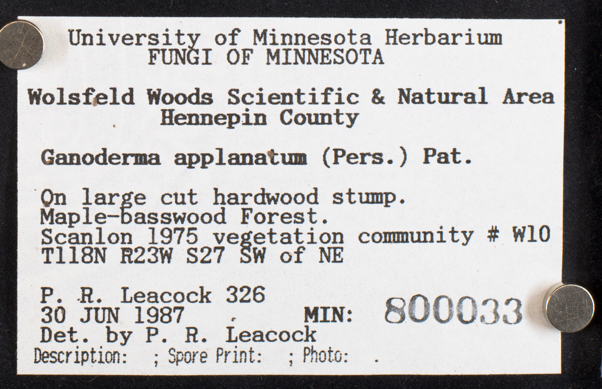 University of Minnesota Herbarium
FUNGI OF MINNESOTA
Wolsfeld Woods Scientific & Natural Area
Hennepin County
Ganoderma applanatum (Pers.) Pat.
On large cut hardwood stump.
Maple-basswood Forest.
Scanlon 1975 vegetation community # W10
T118N R23W S27 SW of NE
P. R. Leacock 326
30 JUN 1987 MIN: 800033
Det. by P. R. Leacock
Description: ; Spore Print: ; Photo: .